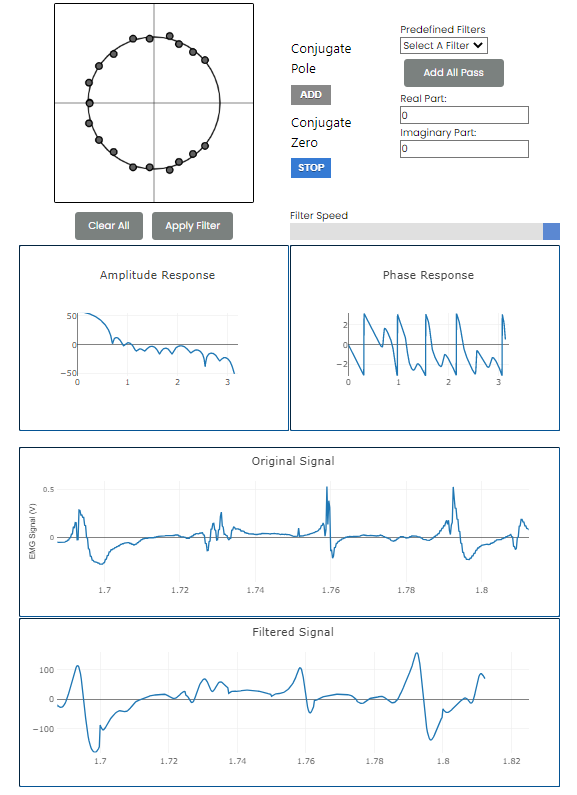 Predefined Filters
Select A Filter
Add All Pass
Conjugate
Pole
ADD
Conjugate
Zero
STOP
Real Part:
0
Imaginary Part:
0
Clear All
Apply Filter
Filter Speed
Amplitude Response
50
0
−50
0 1 2 3
Phase Response
2
0
−2
0 1 2 3
Original Signal
EMG Signal (V)
0.5
0
1.7 1.72 1.74 1.76 1.78 1.8
Filtered Signal
100
0
−100
1.7 1.72 1.74 1.76 1.78 1.8 1.82